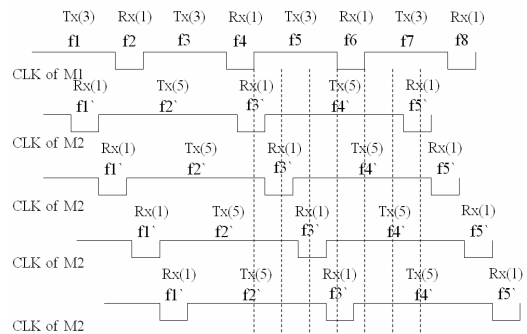 Tx(3) Rx(1) Tx(3) Rx(1) Tx(3) Rx(1) Tx(3) Rx(1)
f1 f2 f3 f4 f5 f6 f7 f8
CLK of M1
Rx(1) Tx(5) Rx(1) Tx(5) Rx(1)
f1` f2` f3` f4` f5`
CLK of M2
Rx(1) Tx(5) Rx(1) Tx(5) Rx(1)
f1` f2` f3` f4` f5`
CLK of M2
Rx(1) Tx(5) Rx(1) Tx(5) Rx(1)
f1` f2` f3` f4` f5`
CLK of M2
Rx(1) Tx(5) Rx(1) Tx(5) Rx(1)
f1` f2` f3` f4` f5`
CLK of M2